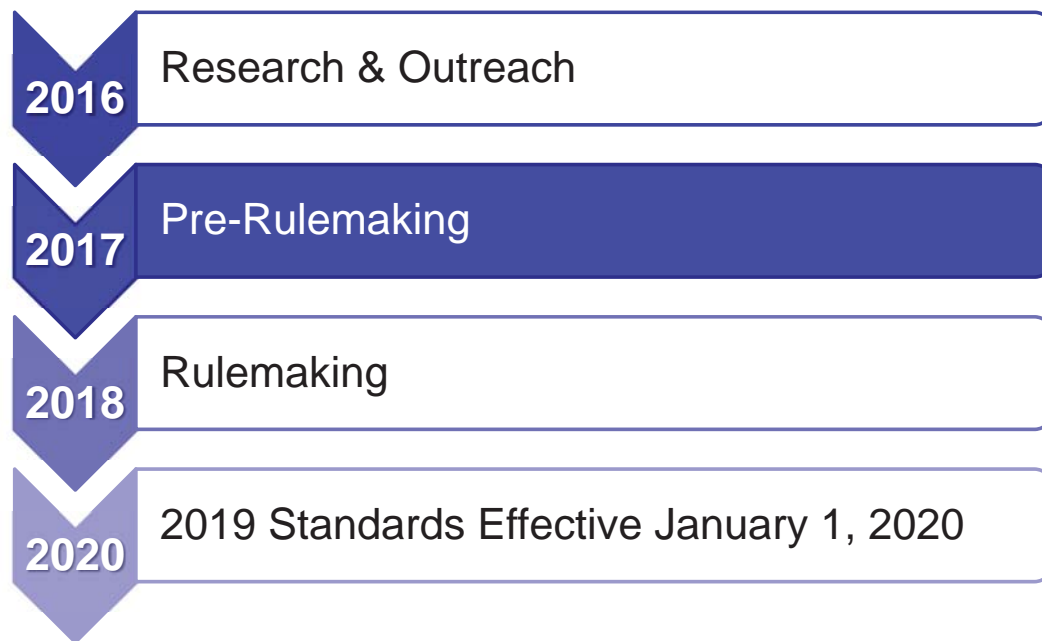 2016
Research & Outreach
2017
Pre-Rulemaking
2018
Rulemaking
2020
2019 Standards Effective January 1, 2020